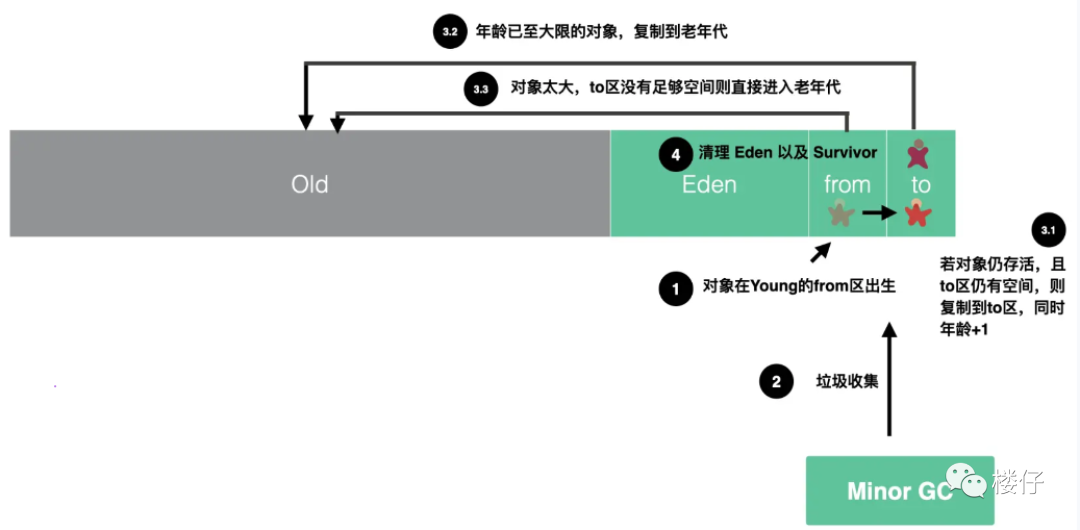 3.2 年龄已至大限的对象，复制到老年代
3.3 对象太大，to区没有足够空间则直接进入老年代
4 清理 Eden 以及 Survivor
Old
Eden
from
to
3.1
若对象仍存活，且
to区仍有空间，则
复制到to区，同时
年龄+1
1 对象在Young的from区出生
2 垃圾收集
Minor GC
楼仔